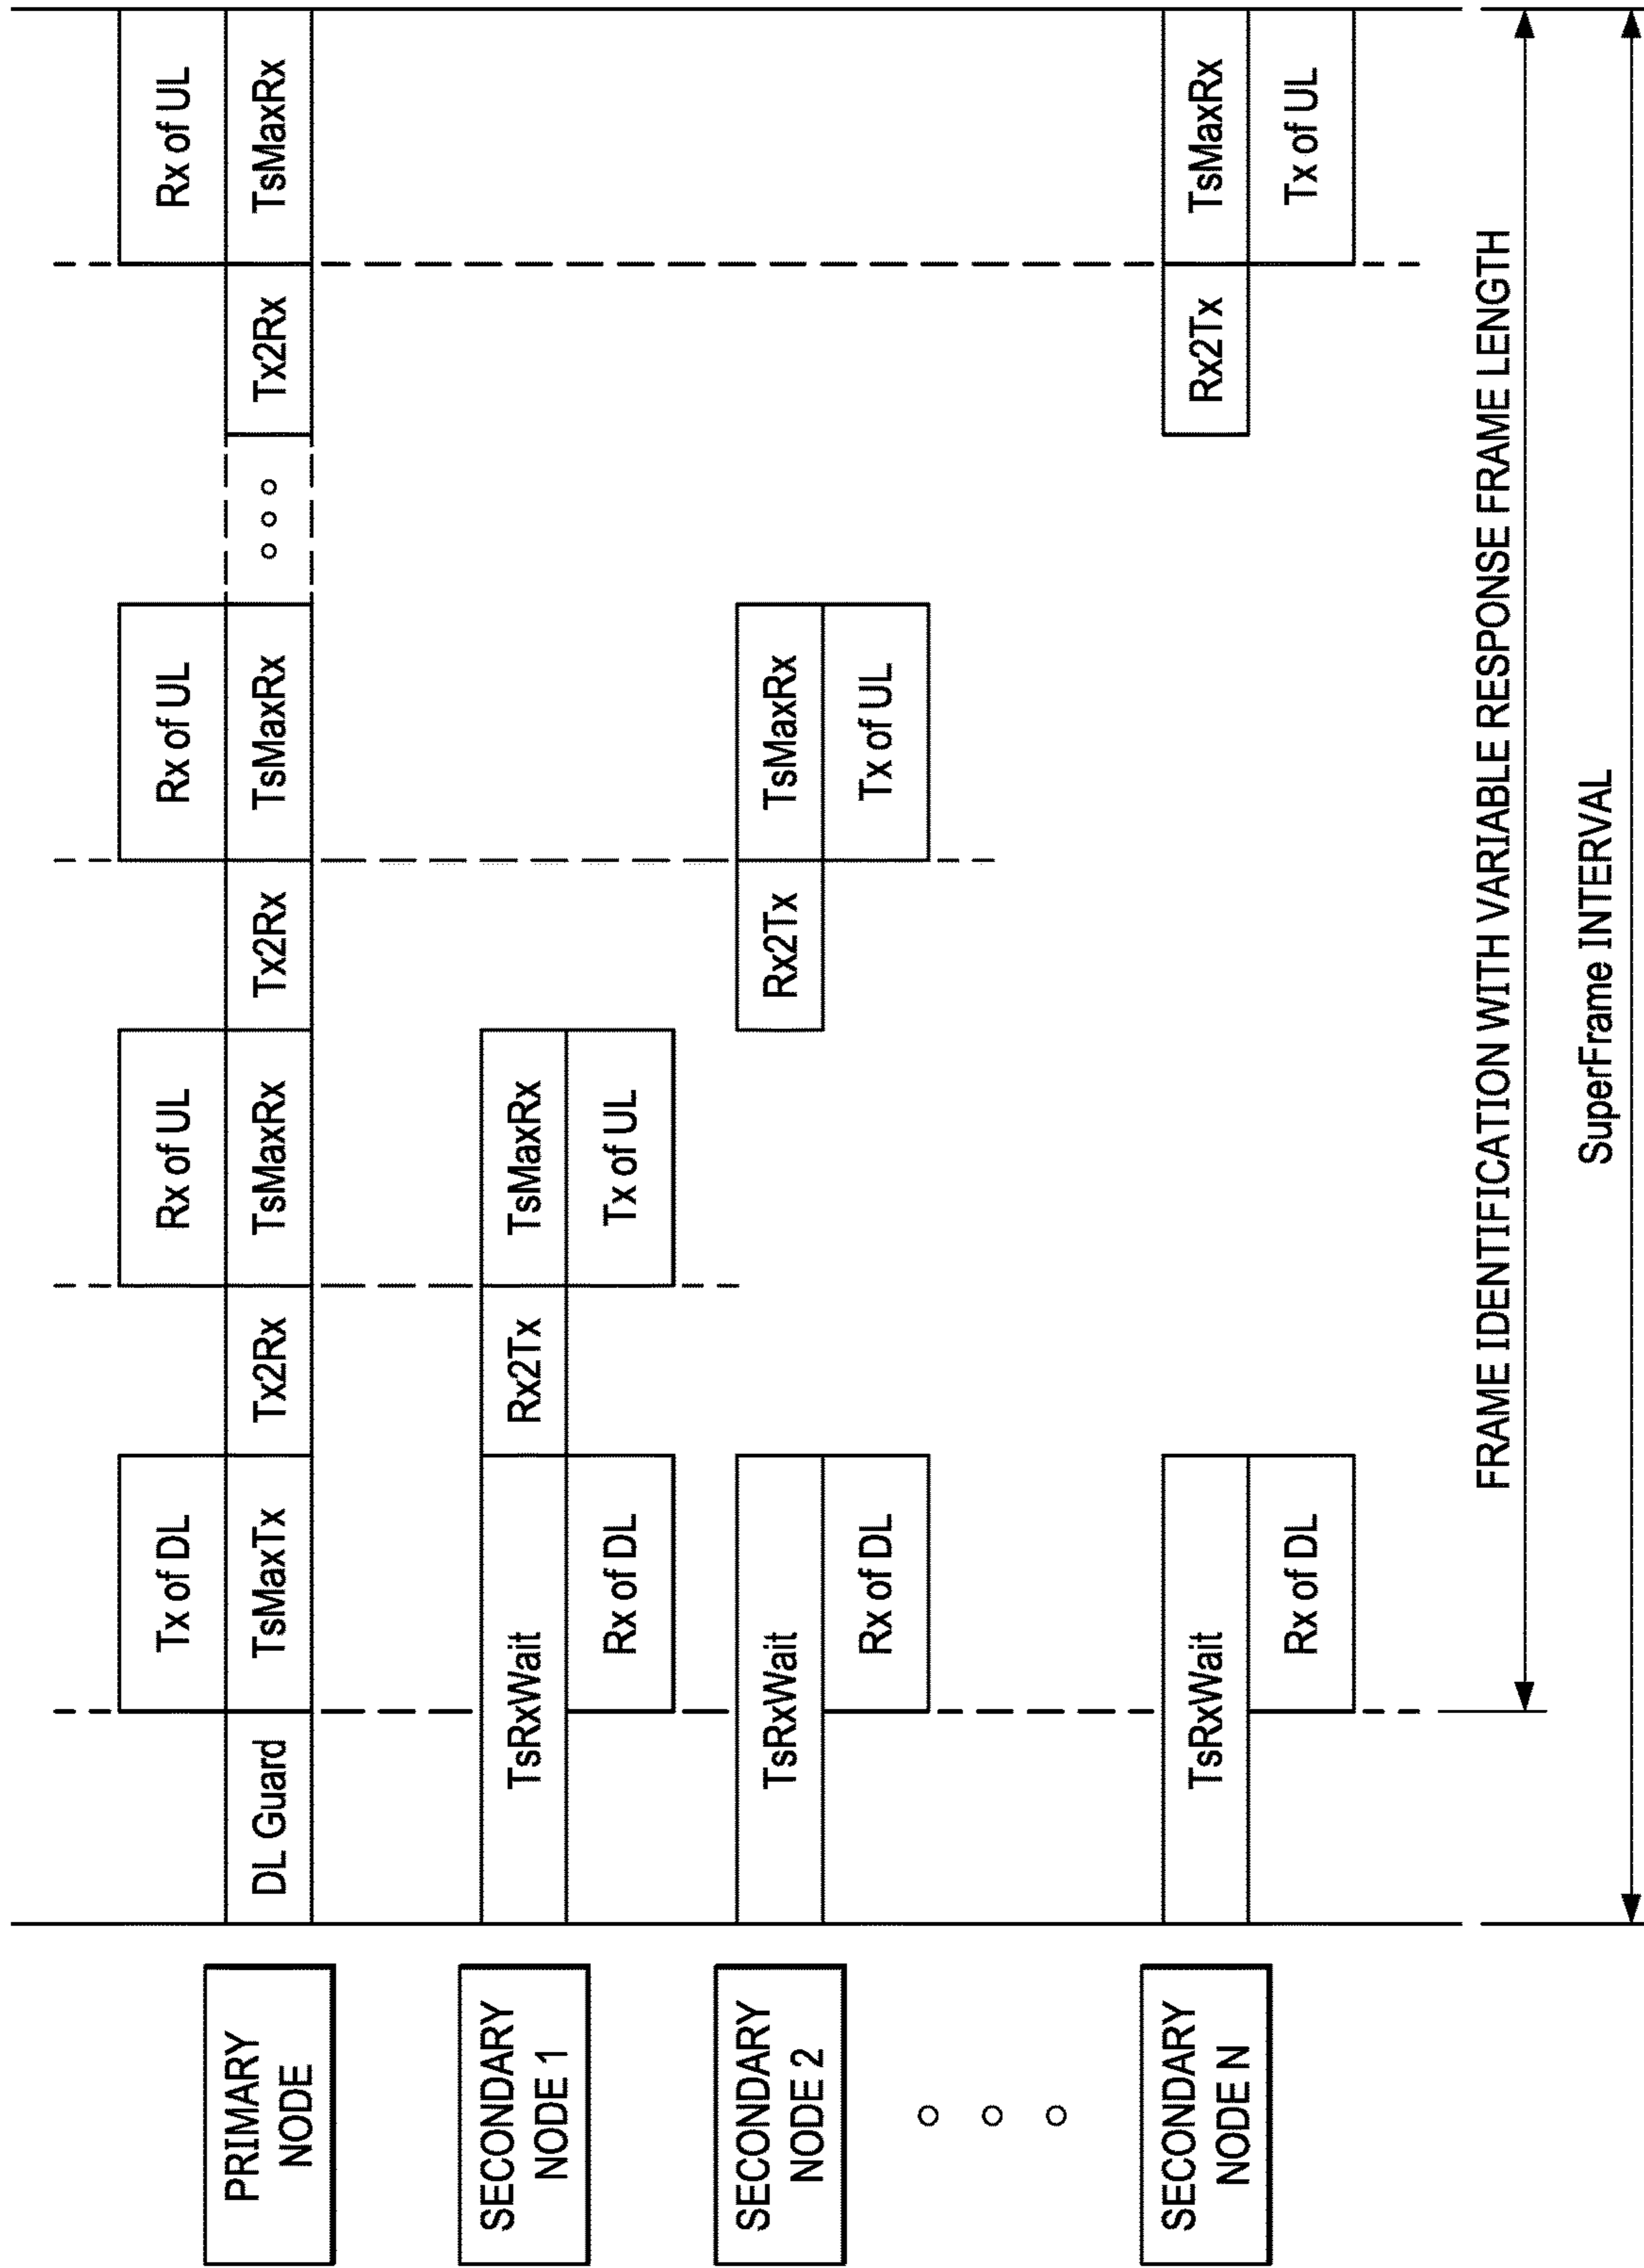 PRIMARY
NODE
Tx of DL
Rx of UL
Rx of UL
Rx of UL
DL Guard
TsMaxTx
Tx2Rx
TsMaxRx
Tx2Rx
TsMaxRx
Tx2Rx
TsMaxRx
SECONDARY
NODE 1
TsRxWait
Rx2Tx
TsMaxRx
Rx of DL
Tx of UL
SECONDARY
NODE 2
TsRxWait
Rx2Tx
TsMaxRx
Rx of DL
Tx of UL
SECONDARY
NODE N
TsRxWait
Rx2Tx
TsMaxRx
Rx of DL
Tx of UL
FRAME IDENTIFICATION WITH VARIABLE RESPONSE FRAME LENGTH
SuperFrame INTERVAL